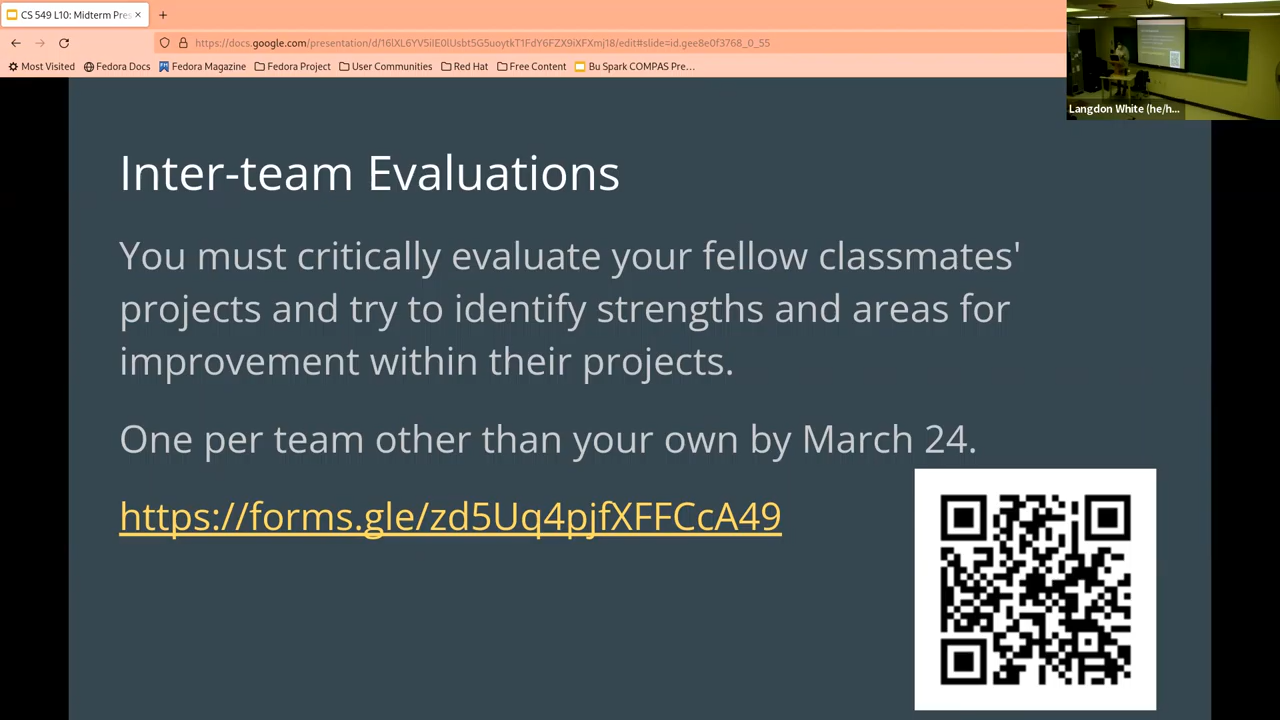 CS 549 L10: Midterm Pres
https://docs.google.com/presentation/d/16lXL6YV5iIE0lUsbt5G5uoytkT1FdY6FZX9iXFXmj18/edit#slide=id.gee8e0f3768_0_55
Most Visited Fedora Docs Fedora Magazine Fedora Project User Communities Red Hat Free Content Bu Spark COMPAS Pre…
Langdon White (he/h...
Inter-team Evaluations
You must critically evaluate your fellow classmates'
projects and try to identify strengths and areas for
improvement within their projects.
One per team other than your own by March 24.
https://forms.gle/zd5Uq4pjfXFFCcA49